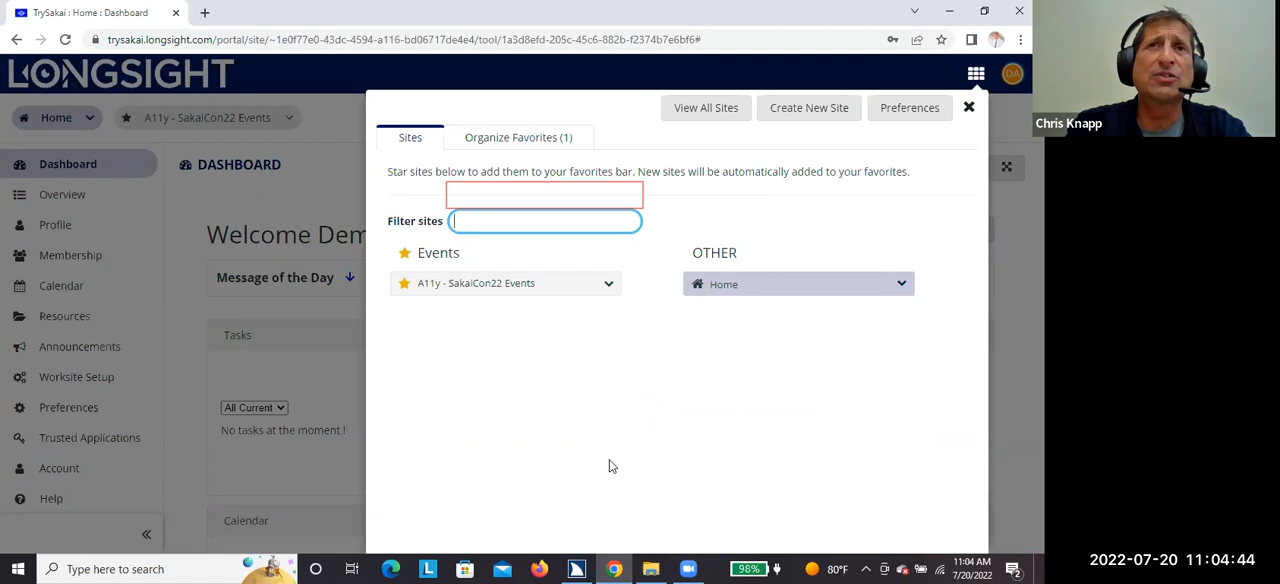 TrySakai : Home : Dashboard
trysakai.longsight.com/portal/site/~1e0f77e0-43dc-4594-a116-bd06717de4e4/tool/1a3d8efd-205c-45c6-882b-f2374b7e6bf6#
LONGSIGHT
DA
Chris Knapp
View All Sites
Create New Site
Preferences
Home
A11y - SakaiCon22 Events
Sites
Organize Favorites (1)
Dashboard
DASHBOARD
Star sites below to add them to your favorites bar. New sites will be automatically added to your favorites.
Overview
Profile
Filter sites
Welcome Dem
Membership
Events
OTHER
Message of the Day
A11y - SakaiCon22 Events
Home
Calendar
Resources
Tasks
Announcements
Worksite Setup
Preferences
All Current
No tasks at the moment !
Trusted Applications
Account
Help
Calendar
Type here to search
L
98%
80°F
11:04 AM
7/20/2022
2
2022-07-20 11:04:44